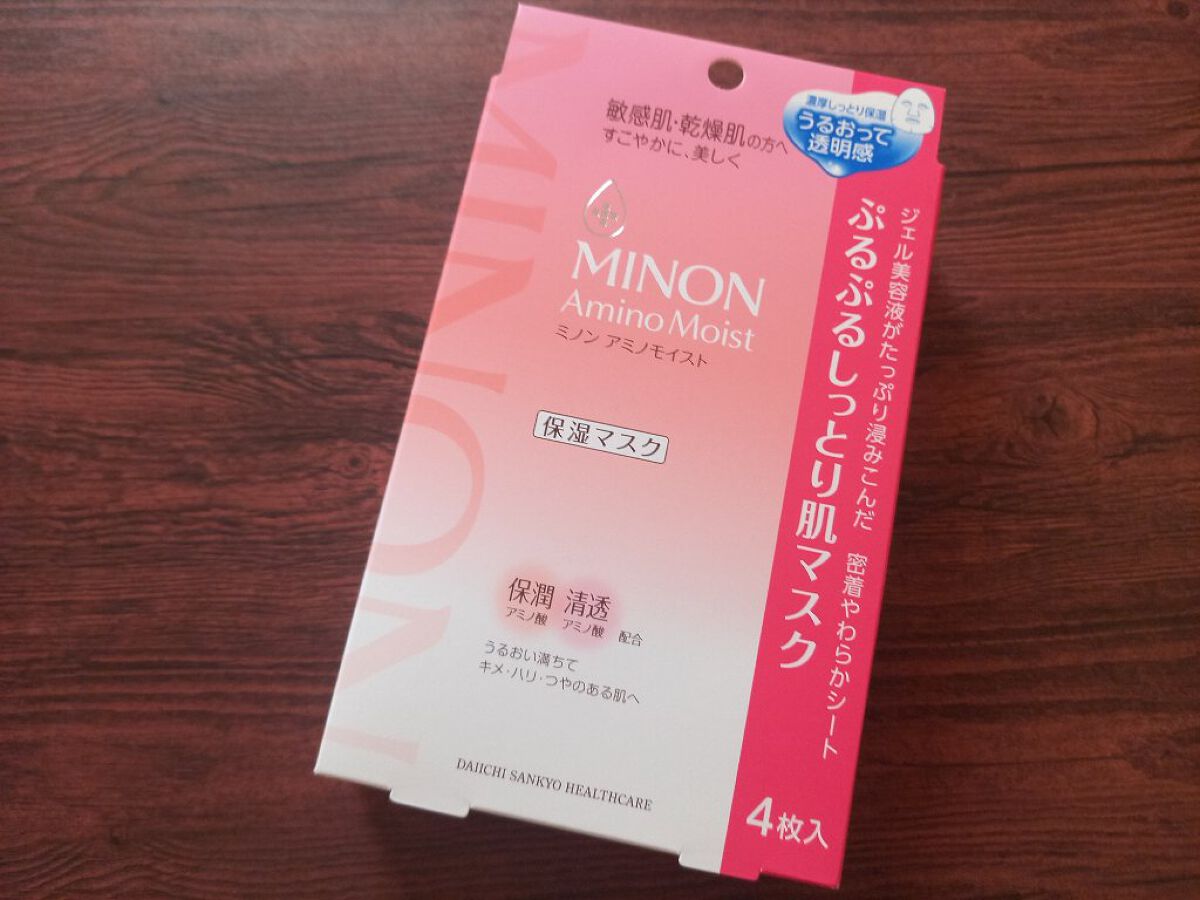 敏感肌・乾燥肌の方へ
すこやかに、美しく
濃厚しっとり保湿
うるおって
透明感
MINON
Amino Moist
ミノン アミノモイスト
保湿マスク
保潤 清透
アミノ酸 アミノ酸 配合
うるおい満ちて
キメ・ハリ・つやのある肌へ
DAIICHI SANKYO HEALTHCARE
MINON
ジェル美容液がたっぷり浸みこんだ 密着やわらかシート
ぷるぷるしっとり肌マスク
4枚入